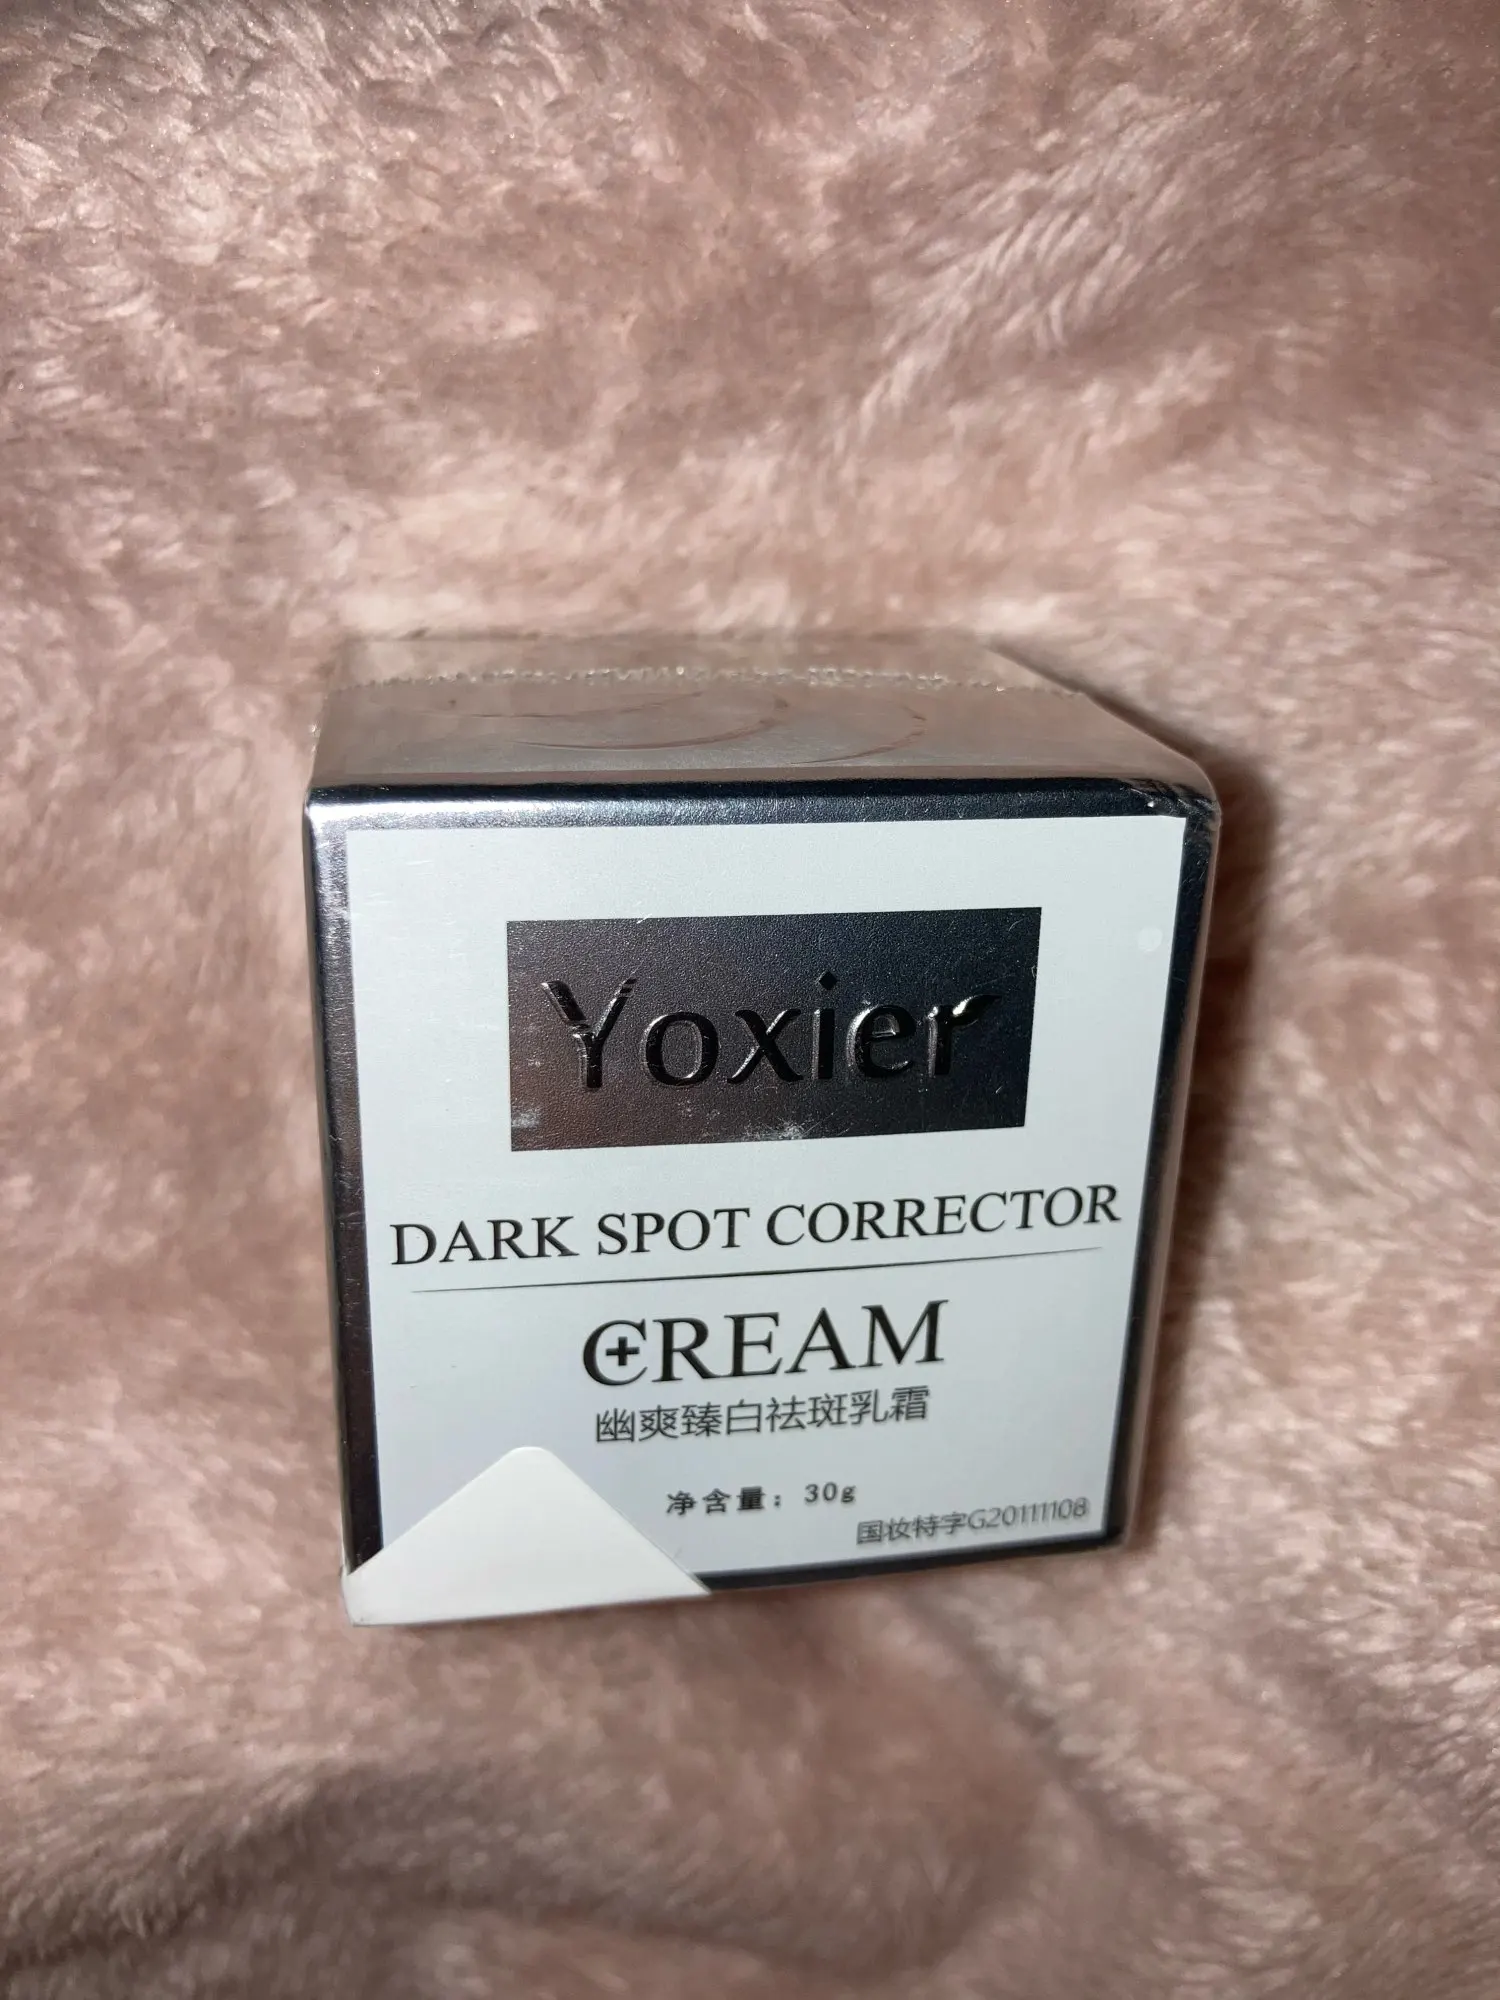 Yoxier
DARK SPOT CORRECTOR
CREAM
幽爽臻白祛斑乳霜
净含量：30g
国妆特字G20111108